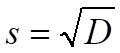 s = √D